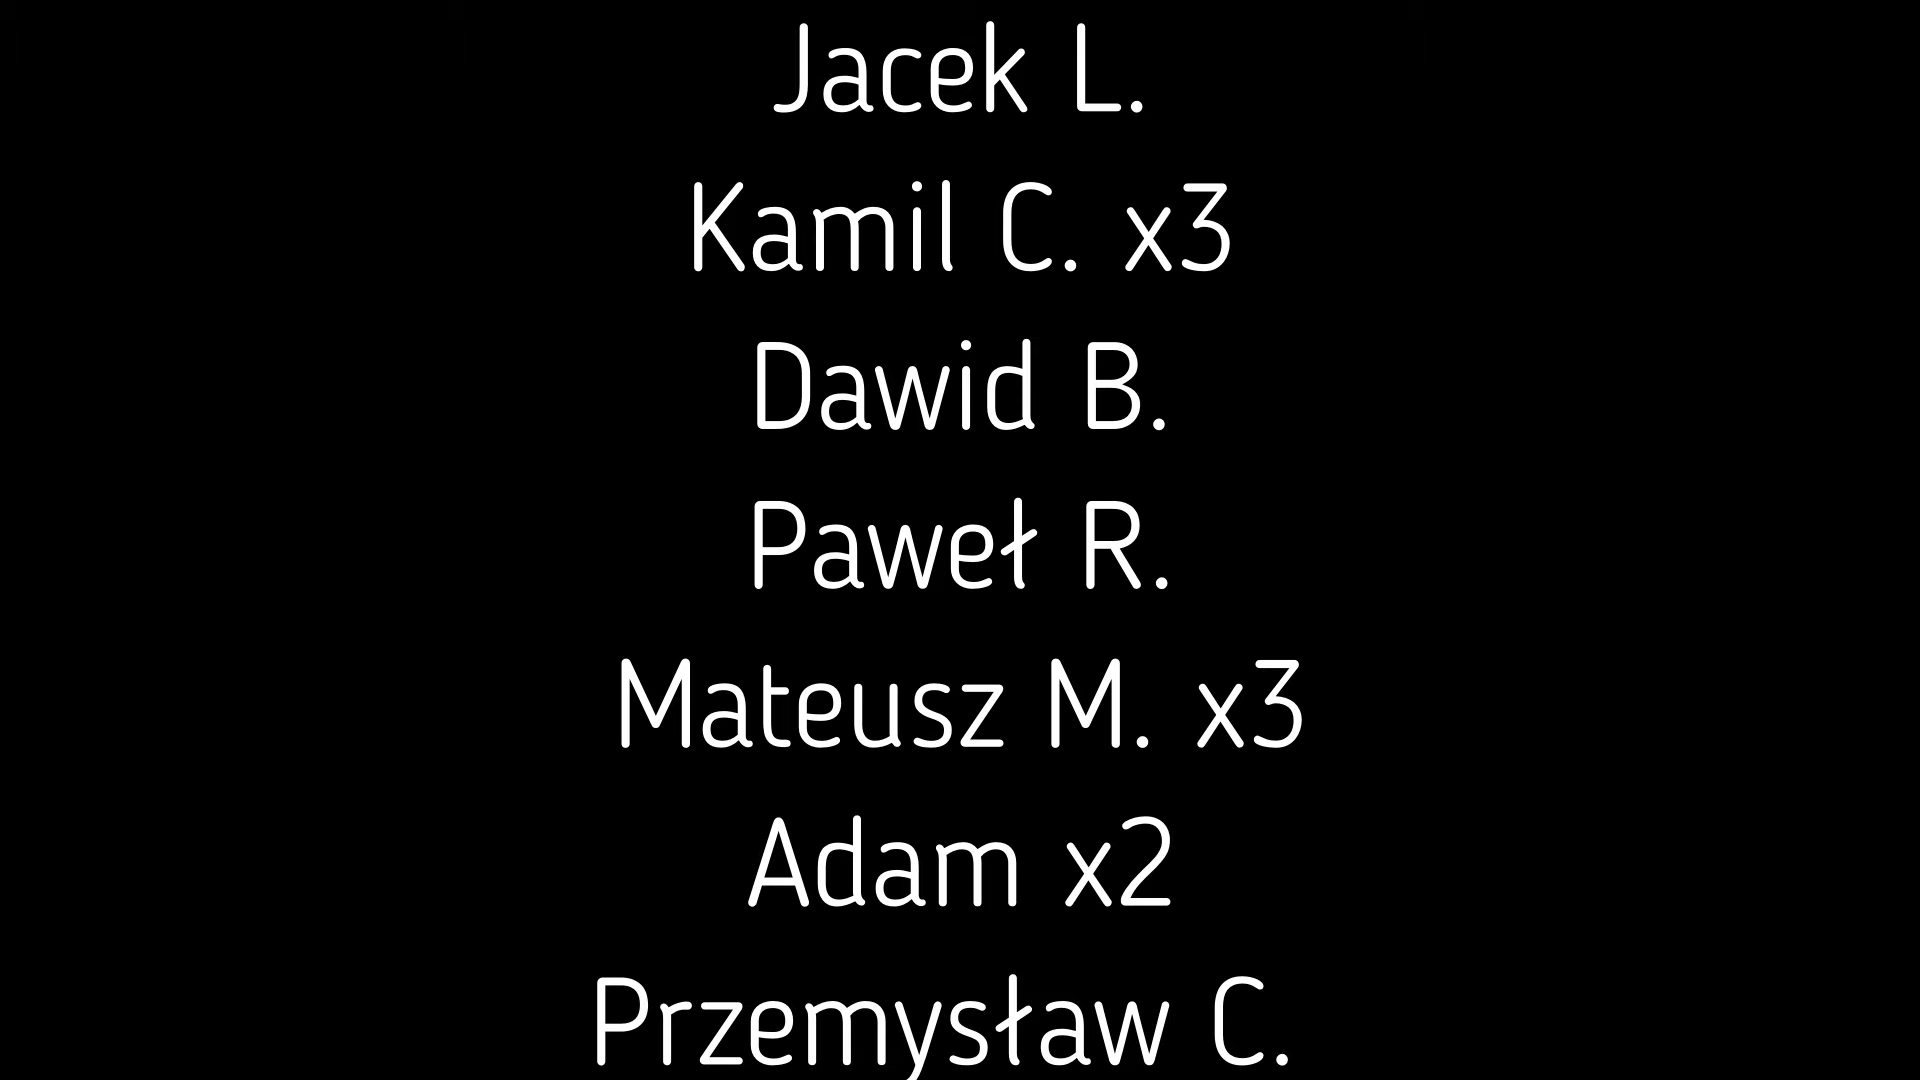 Jacek L.
Kamil C. x3
Dawid B.
Paweł R.
Mateusz M. x3
Adam x2
Przemysław C.